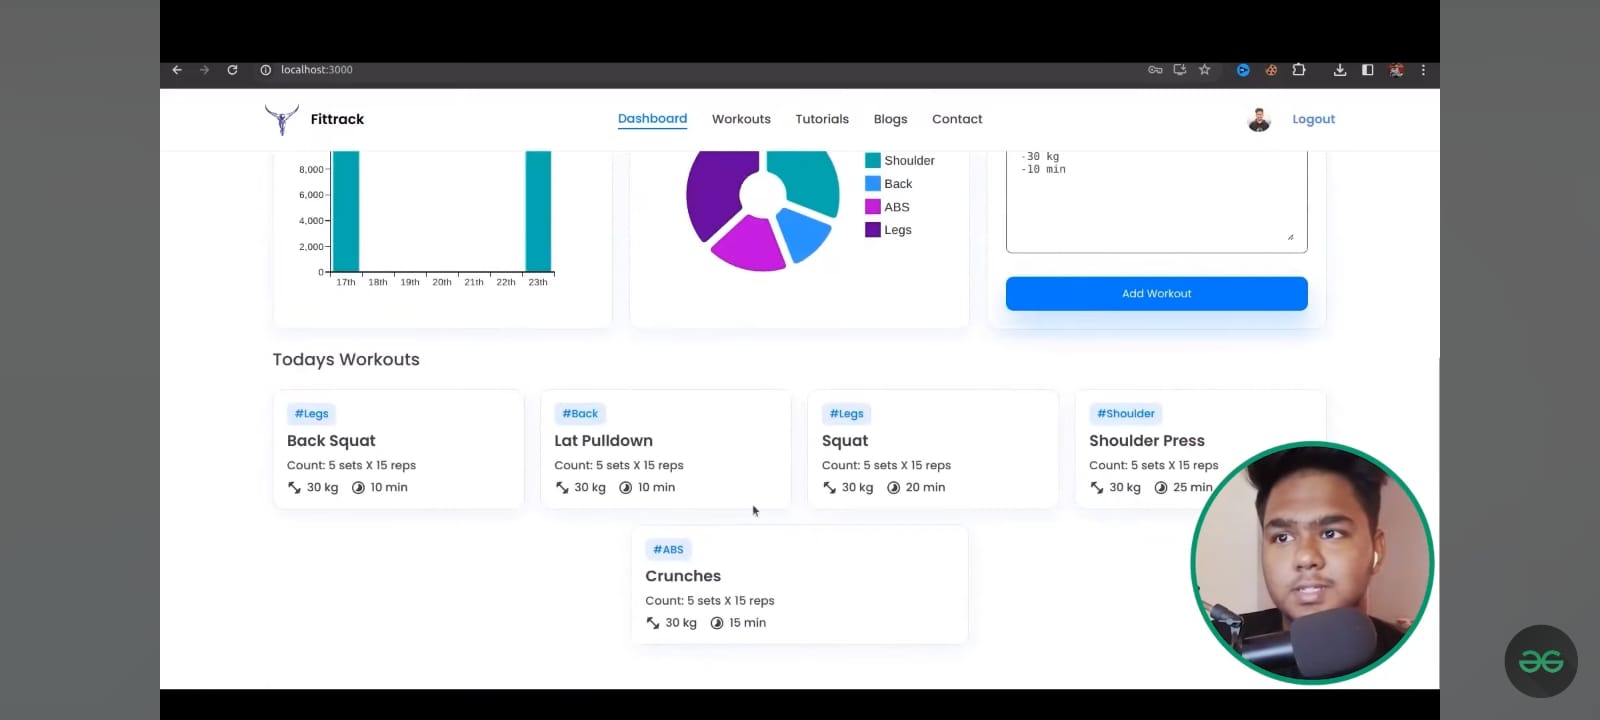 localhost:3000
Fittrack
Dashboard
Workouts
Tutorials
Blogs
Contact
Logout
8,000
6,000
4,000
2,000
0
17th 18th 19th 20th 21th 22th 23th
Shoulder
Back
ABS
Legs
-30 kg
-10 min
Add Workout
Todays Workouts
#Legs
Back Squat
Count: 5 sets X 15 reps
30 kg 10 min
#Back
Lat Pulldown
Count: 5 sets X 15 reps
30 kg 10 min
#Legs
Squat
Count: 5 sets X 15 reps
30 kg 20 min
#Shoulder
Shoulder Press
Count: 5 sets X 15 reps
30 kg 25 min
#ABS
Crunches
Count: 5 sets X 15 reps
30 kg 15 min